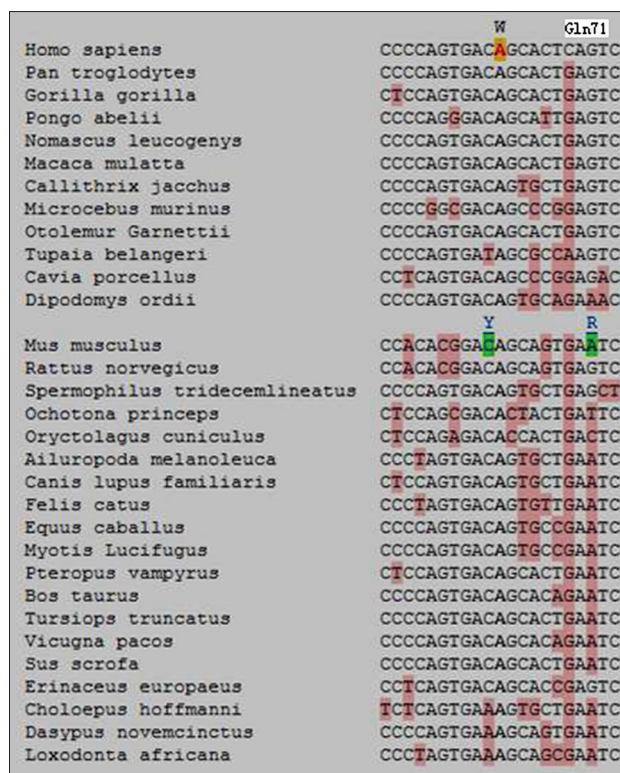 W Gln71
Homo sapiens CCCCAGTGACAGCACTCAGTC
Pan troglodytes CCCCAGTGACAGCACTGAGTC
Gorilla gorilla CTCCAGTGACAGCACTGAGTC
Pongo abelii CCCCAGGGACAGCATTGAGTC
Nomascus leucogenys CCCCAGTGACAGCACTGAGTC
Macaca mulatta CCCCAGTGACAGCACTGAGTC
Callithrix jacchus CCCCAGTGACAGTGCTGAGTC
Microcebus murinus CCCCGGCGACAGCCCGGAGTC
Otolemur Garnettii CCCCAGTGACAGCACTGAGTC
Tupaia belangeri CCCCAGTGATAGCGCCAAGTC
Cavia porcellus CCTCAGTGACAGCCCGGAGAC
Dipodomys ordii CCCCAGTGACAGTGCAGAAAC
Y R
Mus musculus CCACACGGACAGCAGTGAATC
Rattus norvegicus CCACACGGACAGCAGTGAGTC
Spermophilus tridecemlineatus CCCCAGTGACAGTGCTGAGCT
Ochotona princeps CTCCAGCGACACTACTGATTC
Oryctolagus cuniculus CTCCAGAGACACCACTGACTC
Ailuropoda melanoleuca CCCTAGTGACAGTGCTGAATC
Canis lupus familiaris CTCCAGTGACAGTGCTGAATC
Felis catus CCCTAGTGACAGTGTTGAATC
Equus caballus CCCCAGTGACAGTGCCGAATC
Myotis Lucifugus CCCCAGTGACAGTGCCGAATC
Pteropus vampyrus CTCCAGTGACAGCACTGAATC
Bos taurus CCCCAGTGACAGCACAGAATC
Tursiops truncatus CCCCAGTGACAGCACTGAATC
Vicugna pacos CCCCAGTGACAGCACAGAATC
Sus scrofa CCCCAGTGACAGCACTGAATC
Erinaceus europaeus CCTCAGTGACAGCACCGAGTC
Choloepus hoffmanni TCTCAGTGAAAGTGCTGAATC
Dasypus novemcinctus CCCCAGTGAAAGCAGTGAATC
Loxodonta africana CCCTAGTGAAAGCAGCGAATC